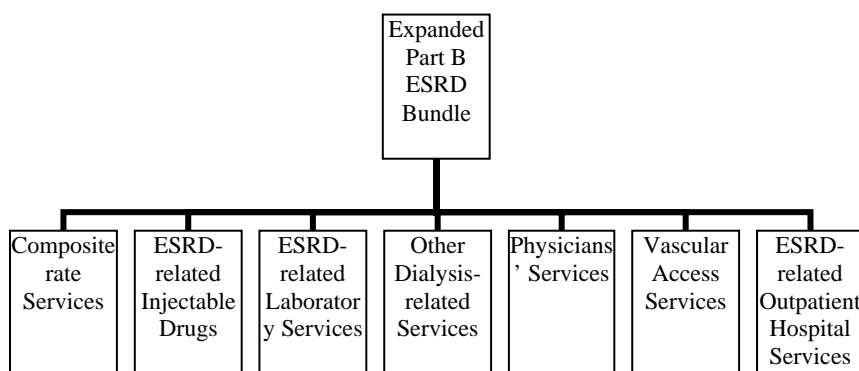 Expanded
Part B
ESRD
Bundle
Composite
rate
Services
ESRD-
related
Injectable
Drugs
ESRD-
related
Laborator
y Services
Other
Dialysis-
related
Services
Physicians
’ Services
Vascular
Access
Services
ESRD-
related
Outpatient
Hospital
Services